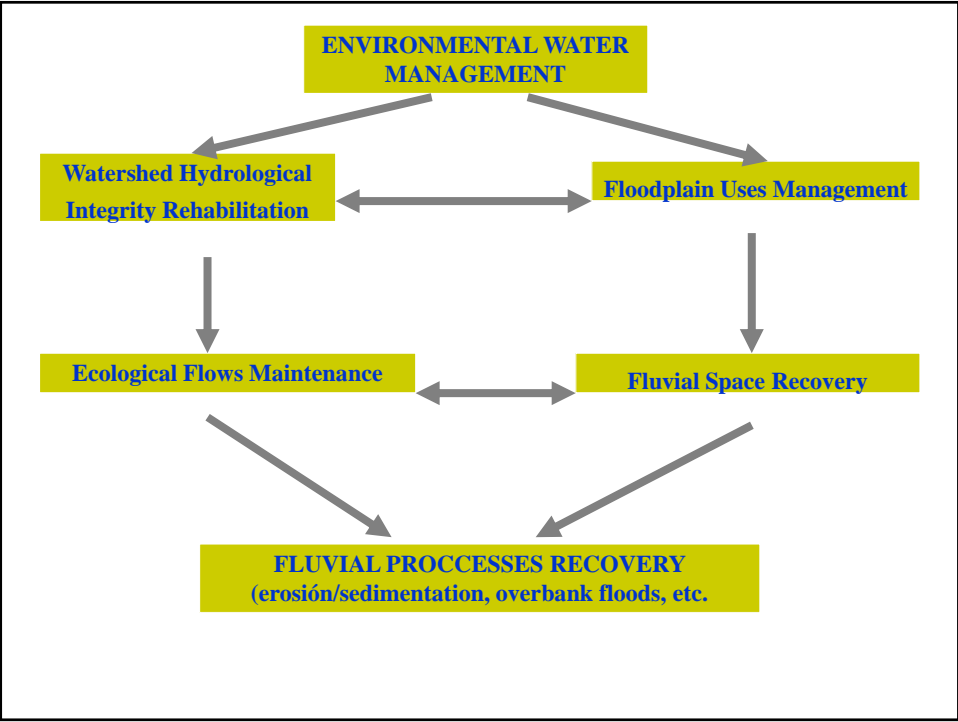 ENVIRONMENTAL WATER
MANAGEMENT
Watershed Hydrological
Integrity Rehabilitation
Floodplain Uses Management
Ecological Flows Maintenance
Fluvial Space Recovery
FLUVIAL PROCCESSES RECOVERY
(erosión/sedimentation, overbank floods, etc.